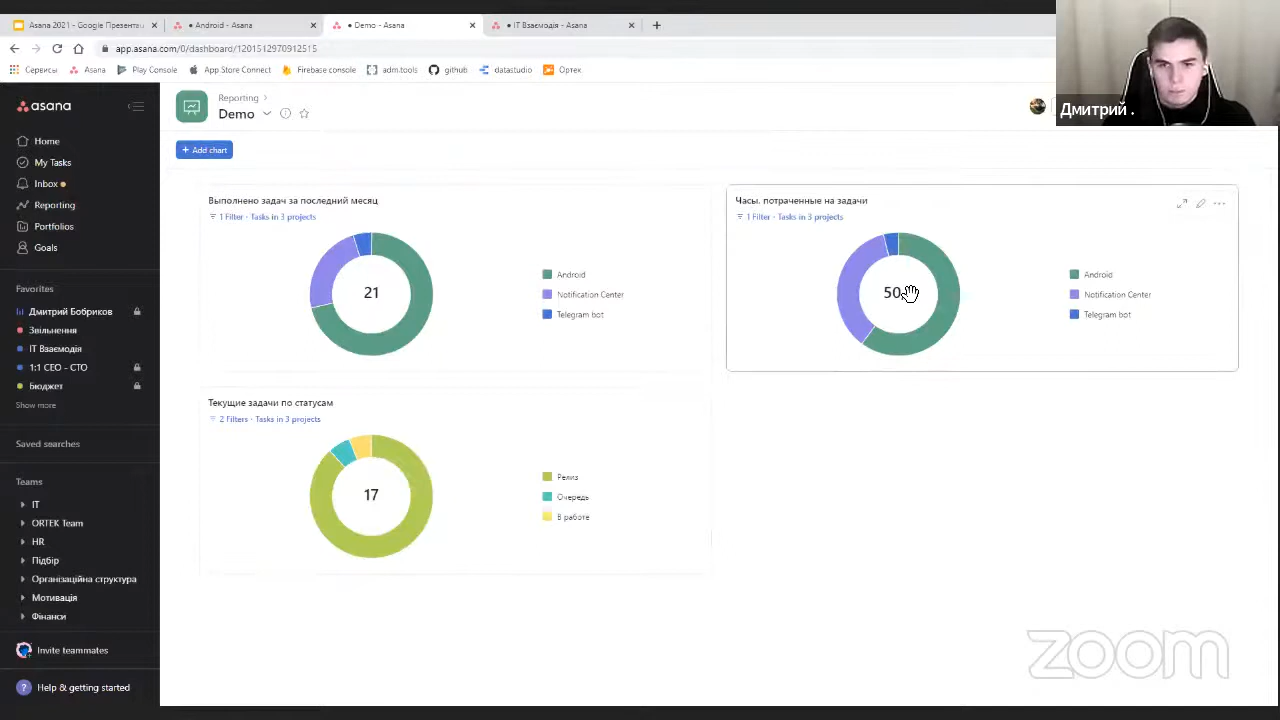 Asana 2021 - Google Презентац
• Android - Asana
• Demo - Asana
• IT Взаємодія - Asana
app.asana.com/0/dashboard/1201512970912515
Сервисы
Asana
Play Console
App Store Connect
Firebase console
adm.tools
github
datastudio
Ортех
Дмитрий .
asana
Reporting
Demo
+ Add chart
Home
My Tasks
Inbox
Reporting
Portfolios
Goals
Favorites
Дмитрий Бобриков
Звільнення
IT Взаємодія
1:1 CEO - CTO
Бюджет
Show more
Saved searches
Teams
IT
ORTEK Team
HR
Підбір
Організаційна структура
Мотивація
Фінанси
Invite teammates
? Help & getting started
Выполнено задач за последний месяц
1 Filter · Tasks in 3 projects
21
Android
Notification Center
Telegram bot
Часы, потраченные на задачи
1 Filter · Tasks in 3 projects
50
Android
Notification Center
Telegram bot
Текущие задачи по статусам
2 Filters · Tasks in 3 projects
17
Релиз
Очередь
В работе
zoom